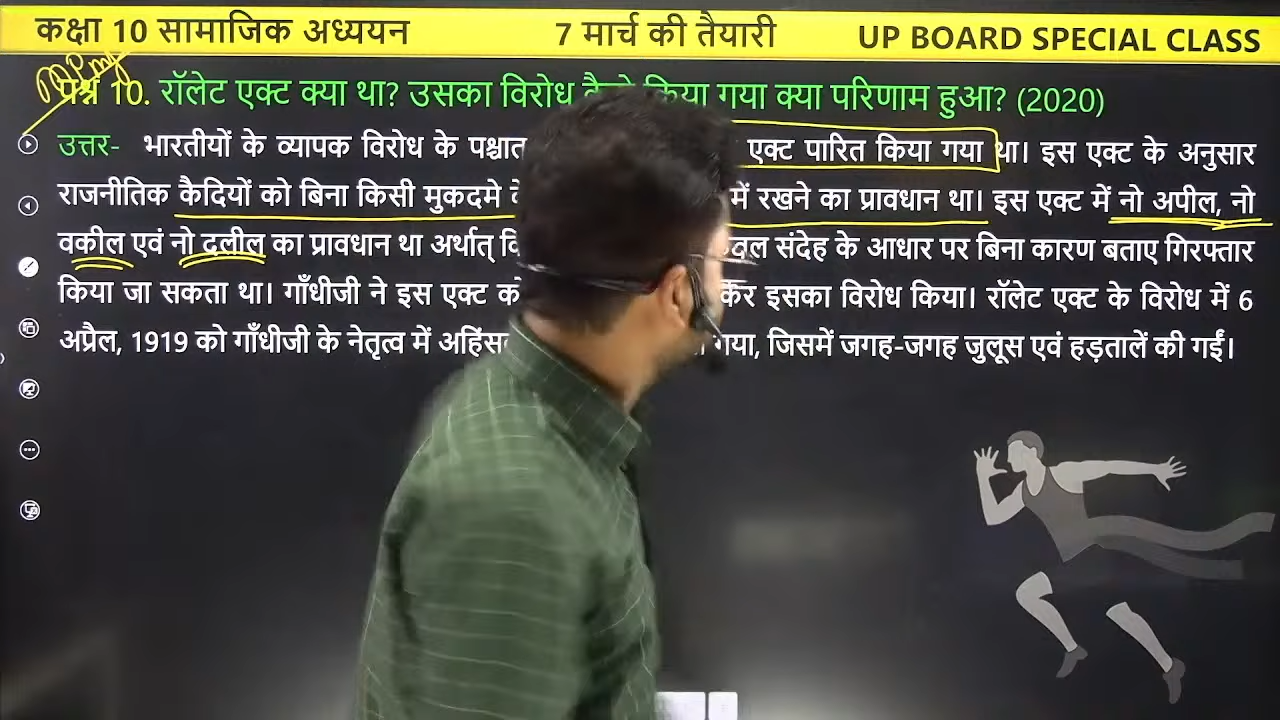 कक्षा 10 सामाजिक अध्ययन 7 मार्च की तैयारी UP BOARD SPECIAL CLASS
प्रश्न 10. रॉलेट एक्ट क्या था? उसका विरोध किया गया क्या परिणाम हुआ? (2020)
उत्तर- भारतीयों के व्यापक विरोध के पश्चात एक्ट पारित किया गया था। इस एक्ट के अनुसार
राजनीतिक कैदियों को बिना किसी मुकदमे में रखने का प्रावधान था। इस एक्ट में नो अपील, नो
वकील एवं नो दलील का प्रावधान था अर्थात् संदेह के आधार पर बिना कारण बताए गिरफ्तार
किया जा सकता था। गाँधीजी ने इस एक्ट को इसका विरोध किया। रॉलेट एक्ट के विरोध में 6
अप्रैल, 1919 को गाँधीजी के नेतृत्व में गया, जिसमें जगह-जगह जुलूस एवं हड़तालें की गईं।